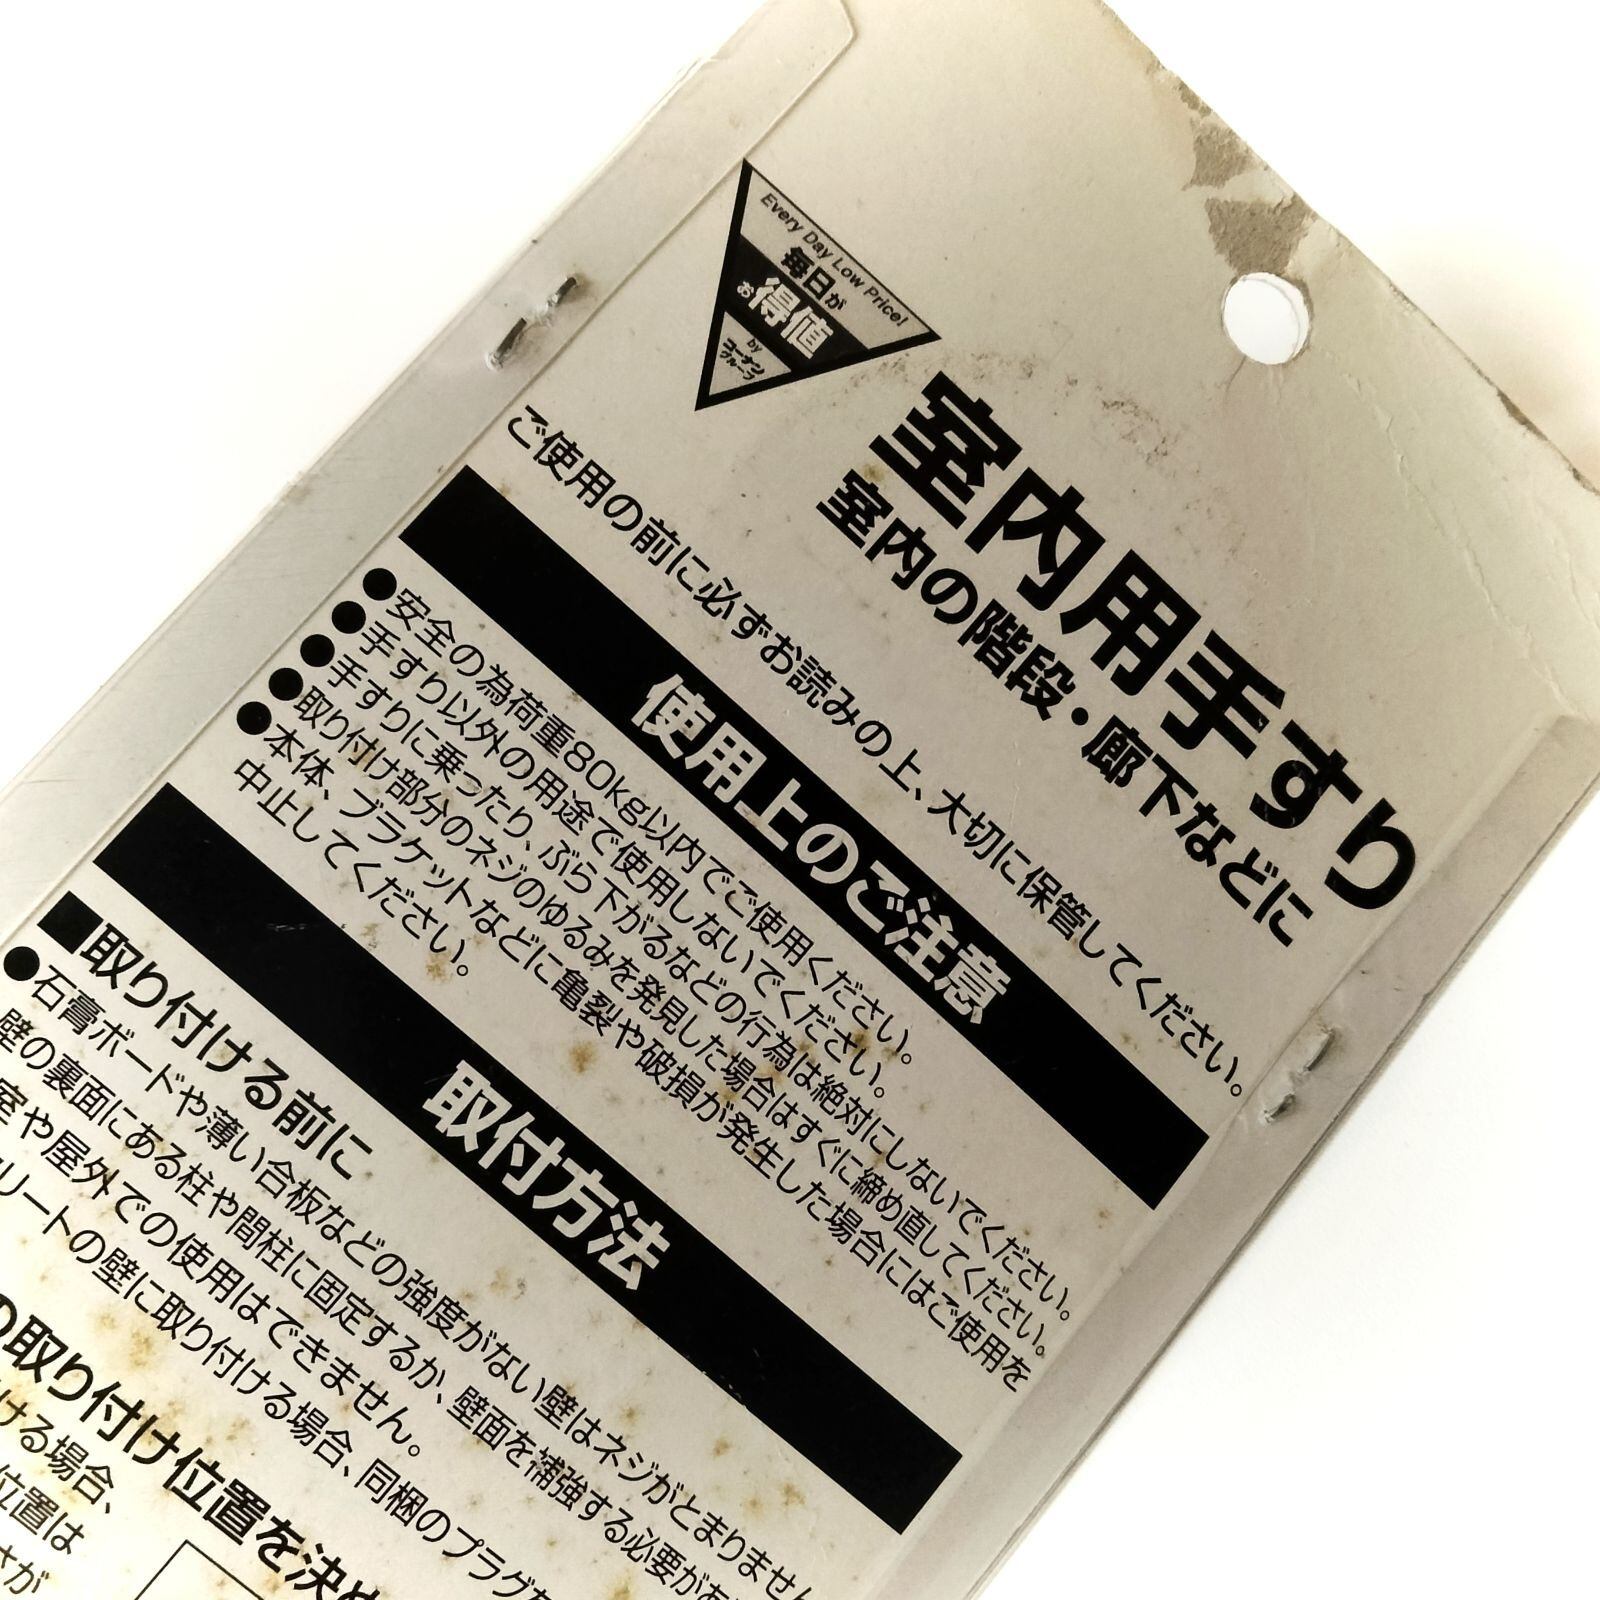 Every Day Low Price!
毎日が
お得値
by
コーナン
グループ
室内用手すり
室内の階段・廊下などに
ご使用の前に必ずお読みの上、大切に保管してください。
使用上のご注意
●安全の為荷重80kg以内でご使用ください。
●手すり以外の用途で使用しないでください。
●手すりに乗ったり、ぶら下がるなどの行為は絶対にしないでください。
●取り付け部分のネジのゆるみを発見した場合はすぐに締め直してください。
●本体、ブラケットなどに亀裂や破損が発生した場合にはご使用を
中止してください。
取付方法
■取り付ける前に
●石膏ボードや薄い合板などの強度がない壁はネジがとまりません
壁の裏面にある柱や間柱に固定するか、壁面を補強する必要があ
室や屋外での使用はできません。
リートの壁に取り付ける場合、同梱のプラグを
の取り付け位置を決め
ける場合、
位置は
さが